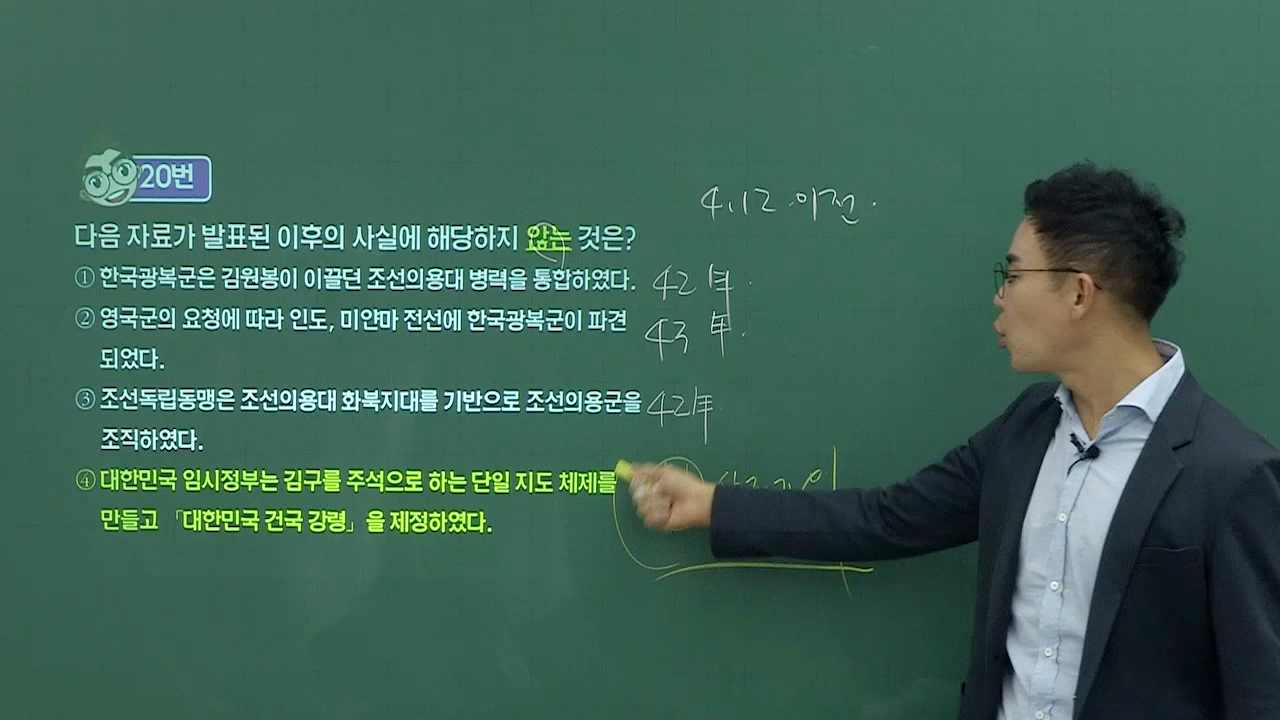 20번
4.12 이전.
다음 자료가 발표된 이후의 사실에 해당하지 않는 것은?
① 한국광복군은 김원봉이 이끌던 조선의용대 병력을 통합하였다. 42年.
② 영국군의 요청에 따라 인도, 미얀마 전선에 한국광복군이 파견 43年.
되었다.
③ 조선독립동맹은 조선의용대 화북지대를 기반으로 조선의용군을 42年
조직하였다.
④ 대한민국 임시정부는 김구를 주석으로 하는 단일 지도 체제를
만들고 「대한민국 건국 강령」을 제정하였다.